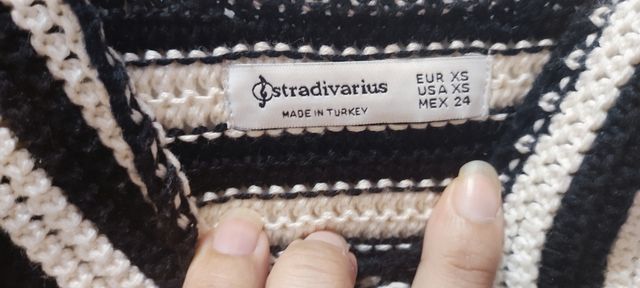 stradivarius
MADE IN TURKEY
EUR XS
USA XS
MEX 24